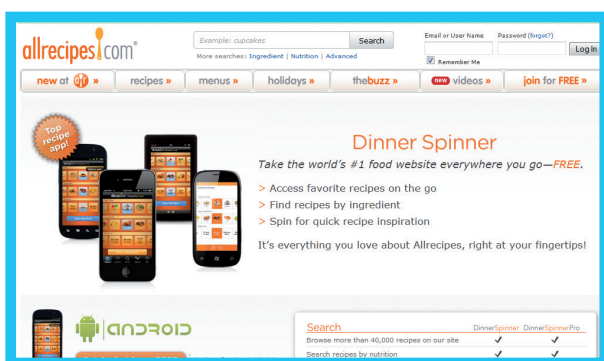 allrecipes.com
Example: cupcakes
Search
More searches: Ingredient | Nutrition | Advanced
Email or User Name
Password (forgot?)
Log In
Remember Me
new at ar »
recipes »
menus »
holidays »
thebuzz »
new videos »
join for FREE »
Top
recipe
app!
Dinner Spinner
Take the world's #1 food website everywhere you go—FREE.
> Access favorite recipes on the go
> Find recipes by ingredient
> Spin for quick recipe inspiration
It's everything you love about Allrecipes, right at your fingertips!
ANDROID
Search
DinnerSpinner DinnerSpinnerPro
Browse more than 40,000 recipes on our site
Search recipes by nutrition